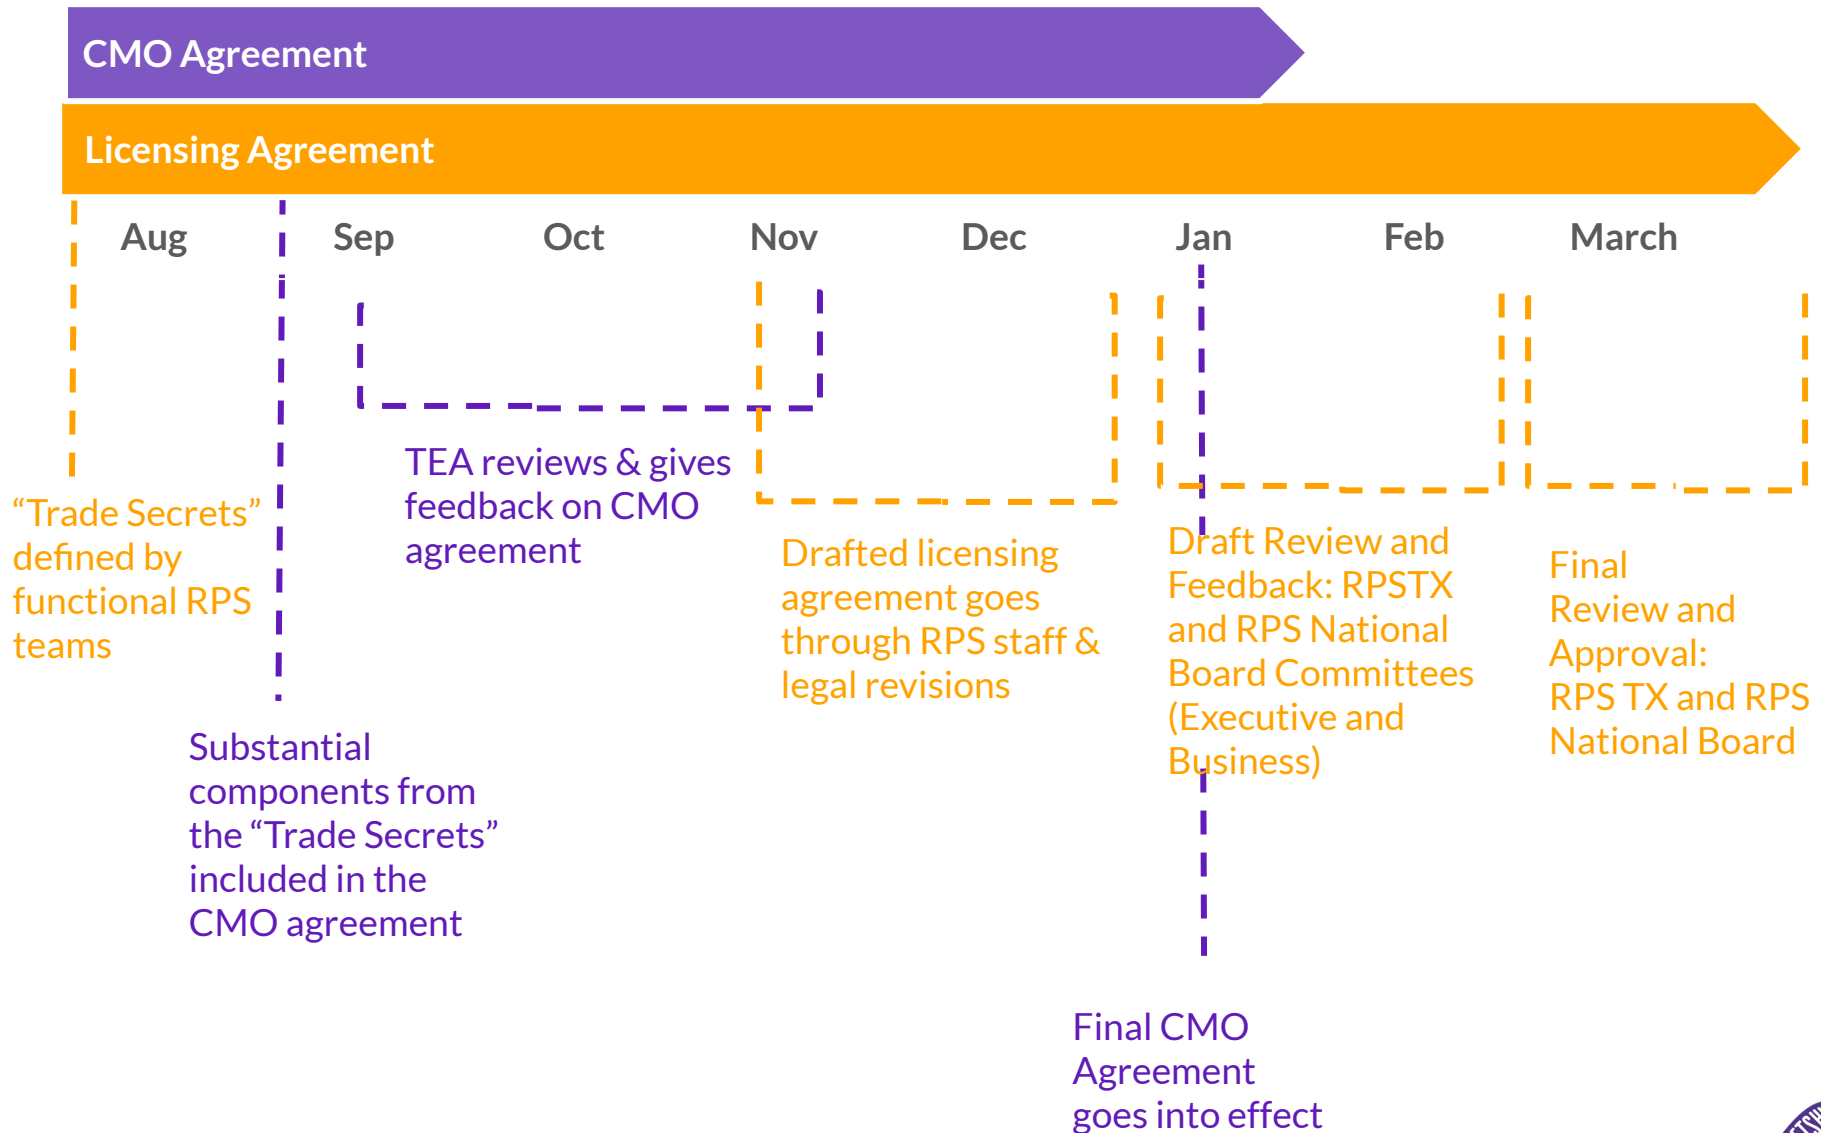 CMO Agreement
Licensing Agreement
Aug Sep Oct Nov Dec Jan Feb March
“Trade Secrets”
defined by
functional RPS
teams
Substantial
components from
the “Trade Secrets”
included in the
CMO agreement
TEA reviews & gives
feedback on CMO
agreement
Drafted licensing
agreement goes
through RPS staff &
legal revisions
Draft Review and
Feedback: RPSTX
and RPS National
Board Committees
(Executive and
Business)
Final CMO
Agreement
goes into effect
Final
Review and
Approval:
RPS TX and RPS
National Board